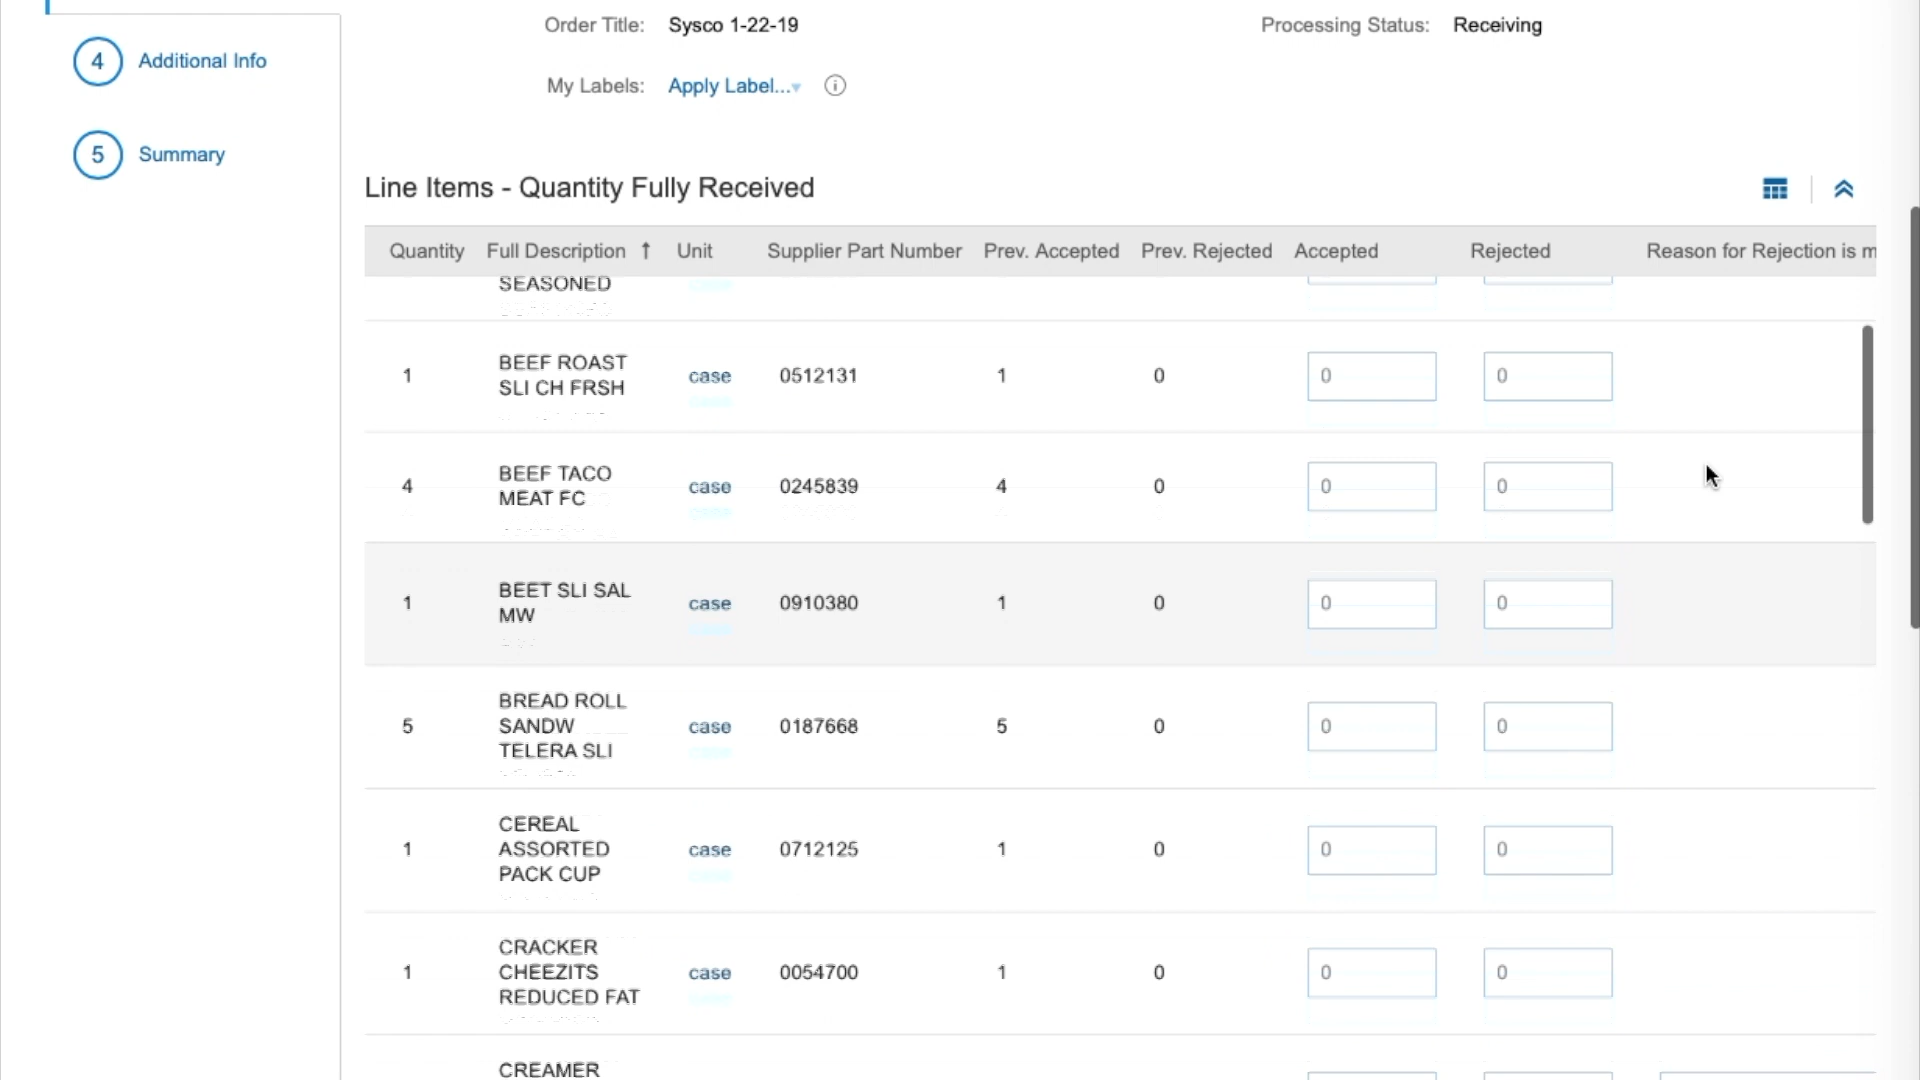 Order Title: Sysco 1-22-19 Processing Status: Receiving
4 Additional Info
My Labels: Apply Label...
5 Summary
Line Items - Quantity Fully Received
Quantity Full Description ↑ Unit Supplier Part Number Prev. Accepted Prev. Rejected Accepted Rejected Reason for Rejection is m
SEASONED
BEEF ROAST
1 SLI CH FRSH case 0512131 1 0 0 0
BEEF TACO
4 MEAT FC case 0245839 4 0 0 0
BEET SLI SAL
1 MW case 0910380 1 0 0 0
BREAD ROLL
5 SANDW case 0187668 5 0 0 0
TELERA SLI
CEREAL
1 ASSORTED case 0712125 1 0 0 0
PACK CUP
CRACKER
1 CHEEZITS case 0054700 1 0 0 0
REDUCED FAT
CREAMER